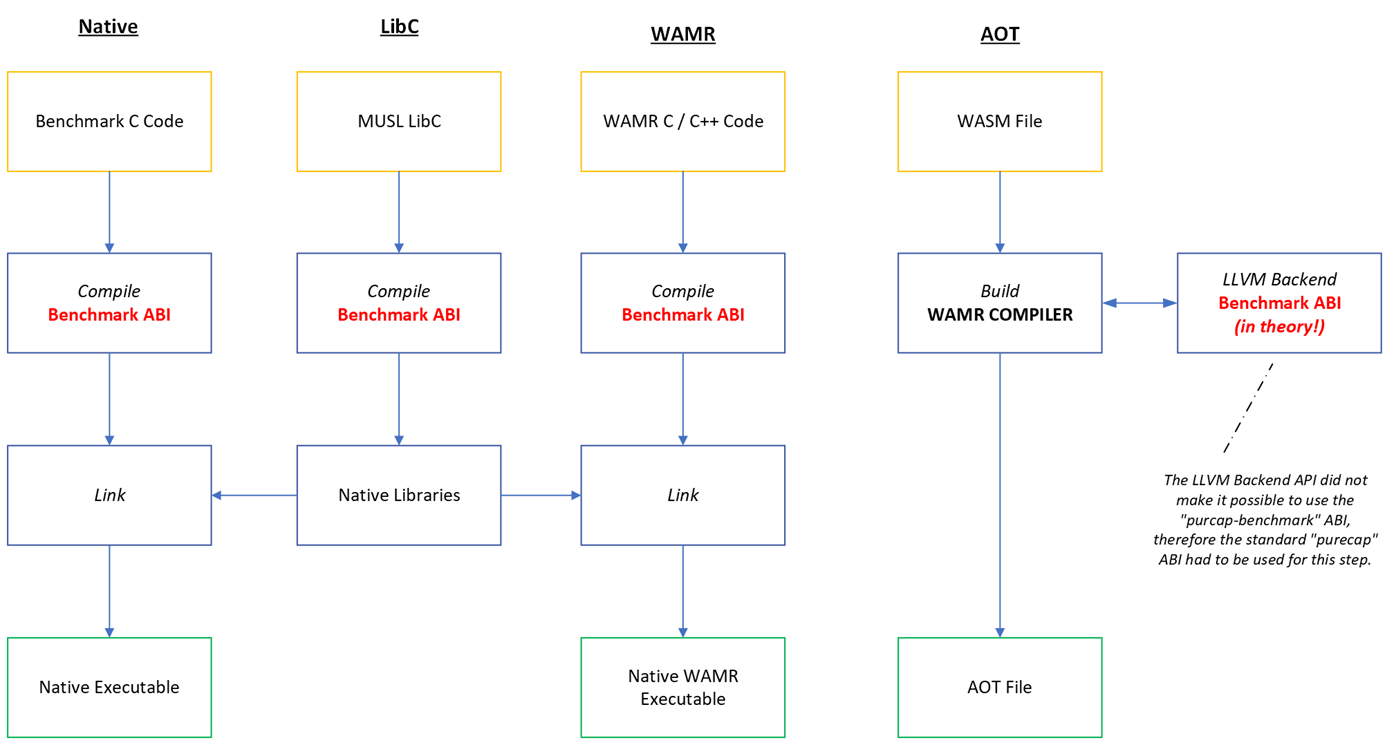 Native
LibC
WAMR
AOT
Benchmark C Code
MUSL LibC
WAMR C / C++ Code
WASM File
Compile
Benchmark ABI
Compile
Benchmark ABI
Compile
Benchmark ABI
Build
WAMR COMPILER
LLVM Backend
Benchmark ABI
(in theory!)
Link
Native Libraries
Link
The LLVM Backend API did not
make it possible to use the
"purcap-benchmark" ABI,
therefore the standard "purecap"
ABI had to be used for this step.
Native Executable
Native WAMR
Executable
AOT File